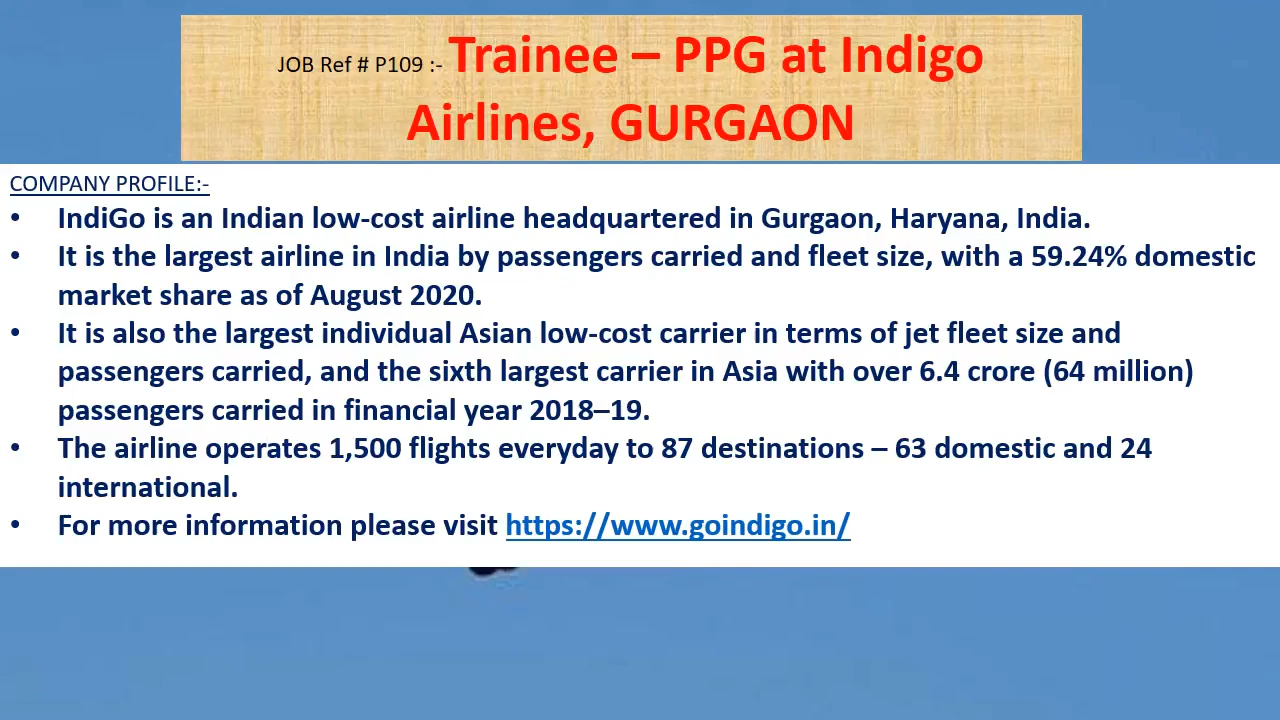 JOB Ref # P109 :- Trainee – PPG at Indigo
Airlines, GURGAON
COMPANY PROFILE:-
• IndiGo is an Indian low-cost airline headquartered in Gurgaon, Haryana, India.
• It is the largest airline in India by passengers carried and fleet size, with a 59.24% domestic
market share as of August 2020.
• It is also the largest individual Asian low-cost carrier in terms of jet fleet size and
passengers carried, and the sixth largest carrier in Asia with over 6.4 crore (64 million)
passengers carried in financial year 2018–19.
• The airline operates 1,500 flights everyday to 87 destinations – 63 domestic and 24
international.
• For more information please visit https://www.goindigo.in/